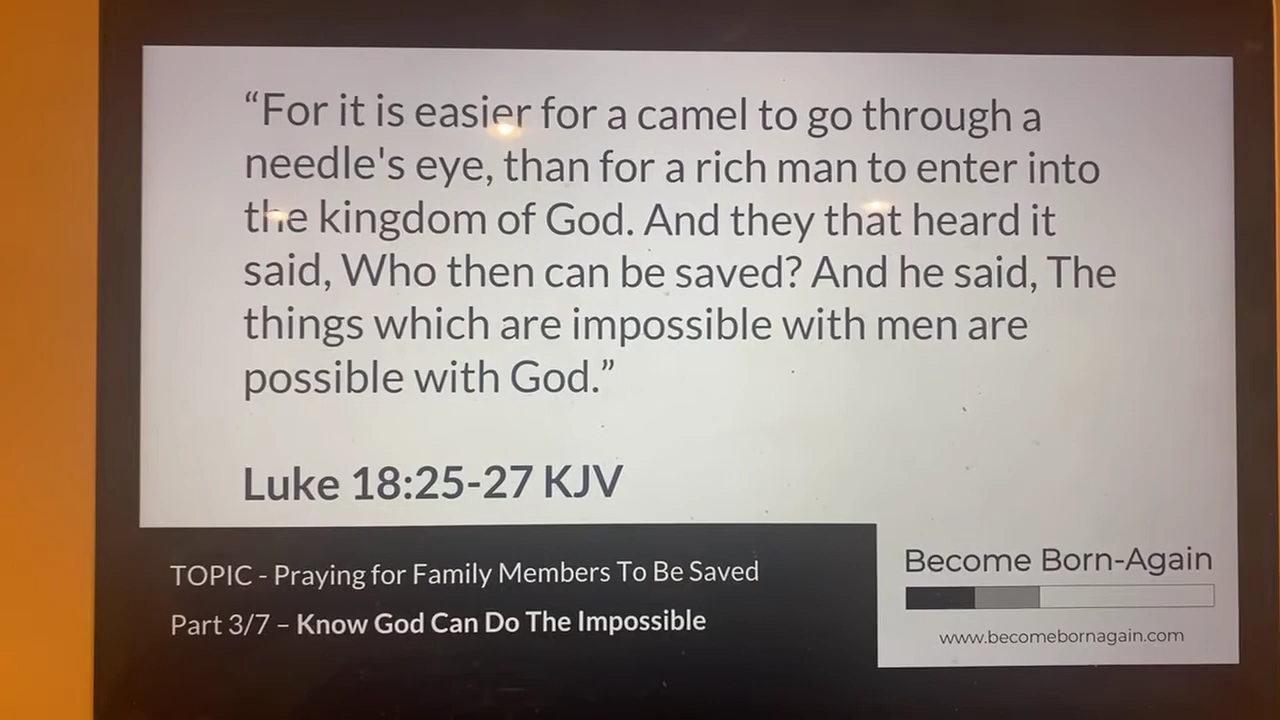 “For it is easier for a camel to go through a
needle's eye, than for a rich man to enter into
the kingdom of God. And they that heard it
said, Who then can be saved? And he said, The
things which are impossible with men are
possible with God.”
Luke 18:25-27 KJV
TOPIC - Praying for Family Members To Be Saved
Part 3/7 – Know God Can Do The Impossible
Become Born-Again
www.becomebornagain.com